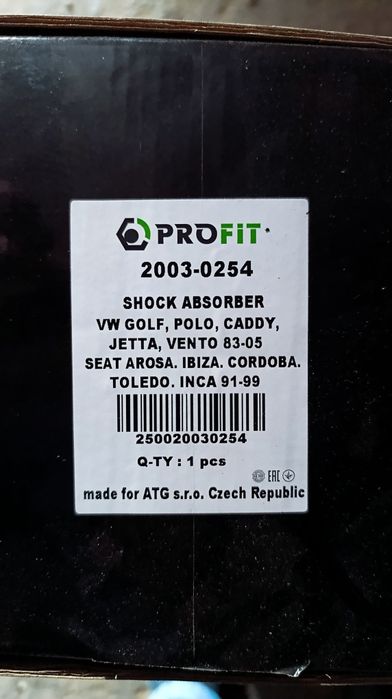 PROFIT
2003-0254
SHOCK ABSORBER
VW GOLF, POLO, CADDY,
JETTA, VENTO 83-05
SEAT AROSA. IBIZA. CORDOBA.
TOLEDO. INCA 91-99
250020030254
Q-TY : 1 pcs
EAC
made for ATG s.r.o. Czech Republic